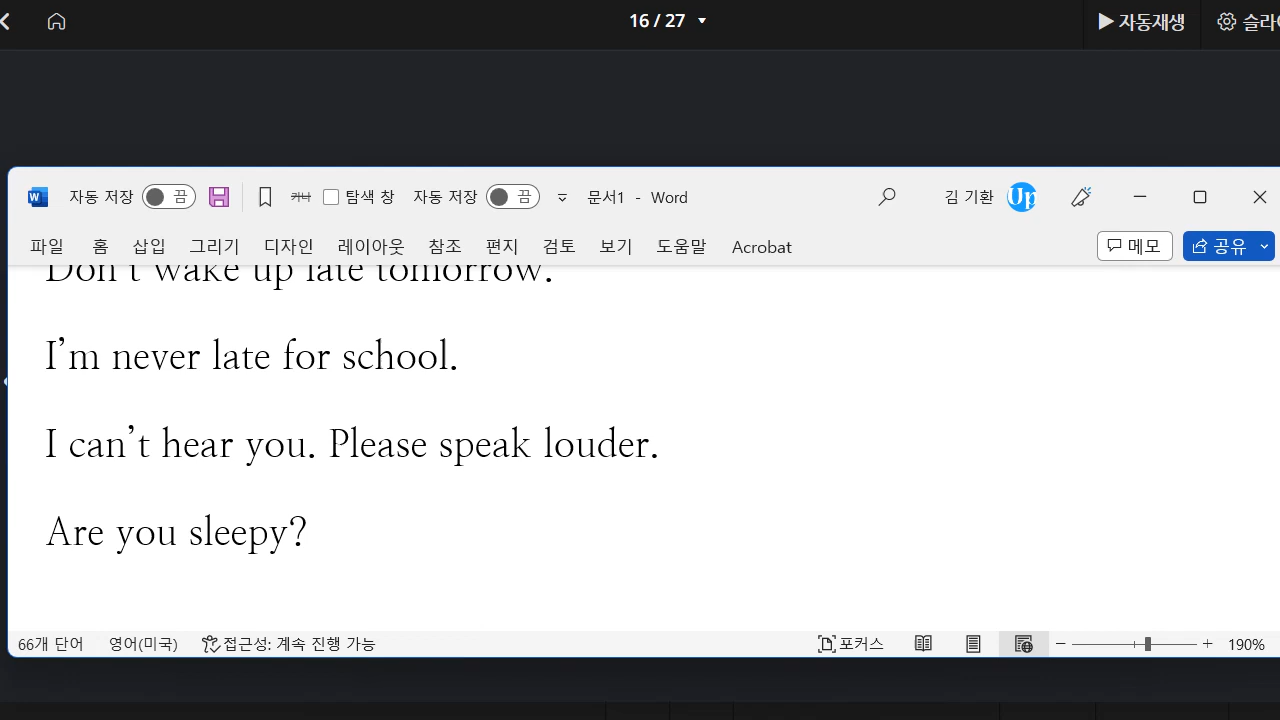 16 / 27
자동재생
슬라
자동 저장 끔
탐색 창
자동 저장 끔
문서1 - Word
김 기환
Up
파일 홈 삽입 그리기 디자인 레이아웃 참조 편지 검토 보기 도움말 Acrobat
메모
공유
Don’t wake up late tomorrow.
I’m never late for school.
I can’t hear you. Please speak louder.
Are you sleepy?
66개 단어 영어(미국) 접근성: 계속 진행 가능
포커스
190%